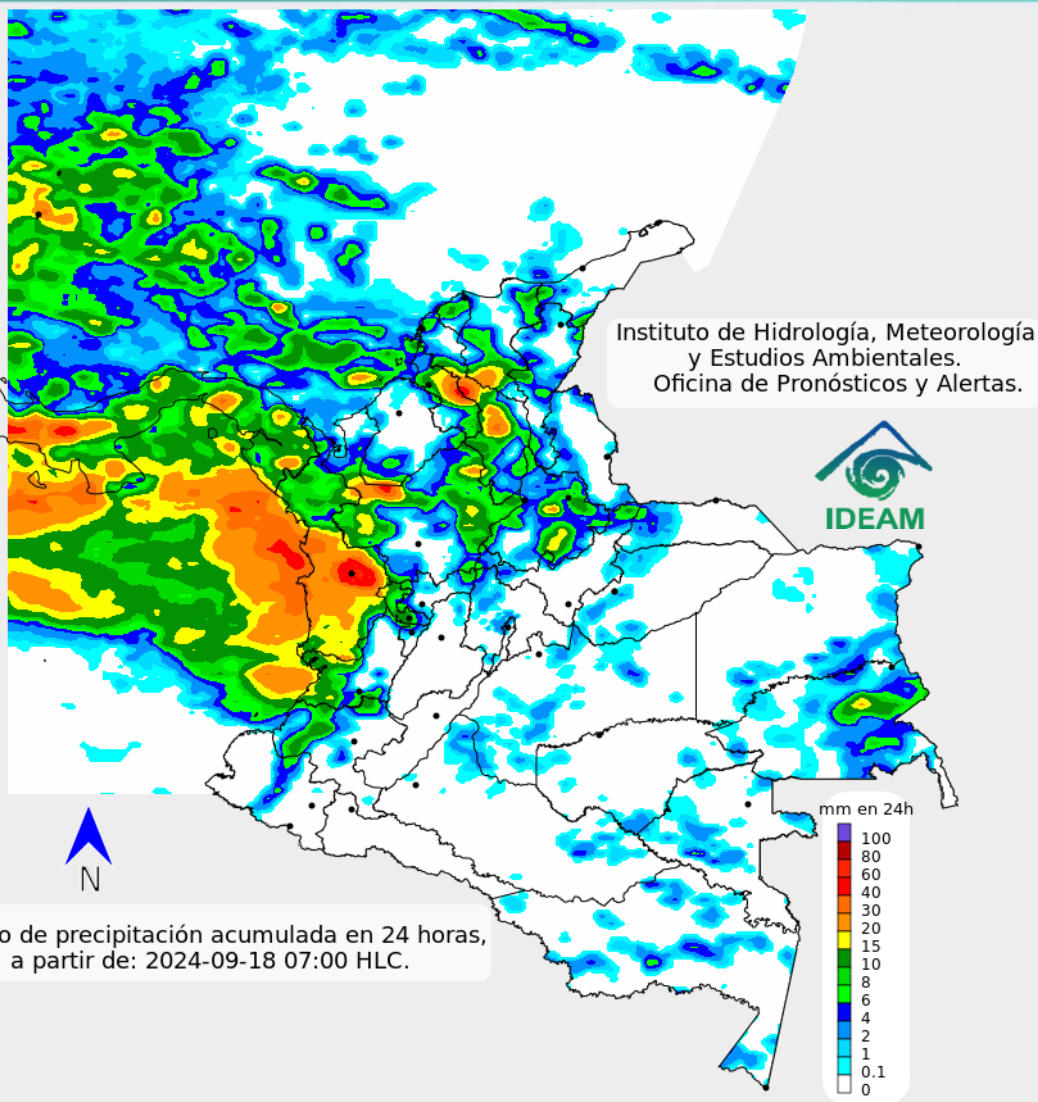 Instituto de Hidrología, Meteorología
y Estudios Ambientales.
Oficina de Pronósticos y Alertas.
IDEAM
N
o de precipitación acumulada en 24 horas,
a partir de: 2024-09-18 07:00 HLC.
mm en 24h
100
80
60
40
30
20
15
10
8
6
4
2
1
0.1
0